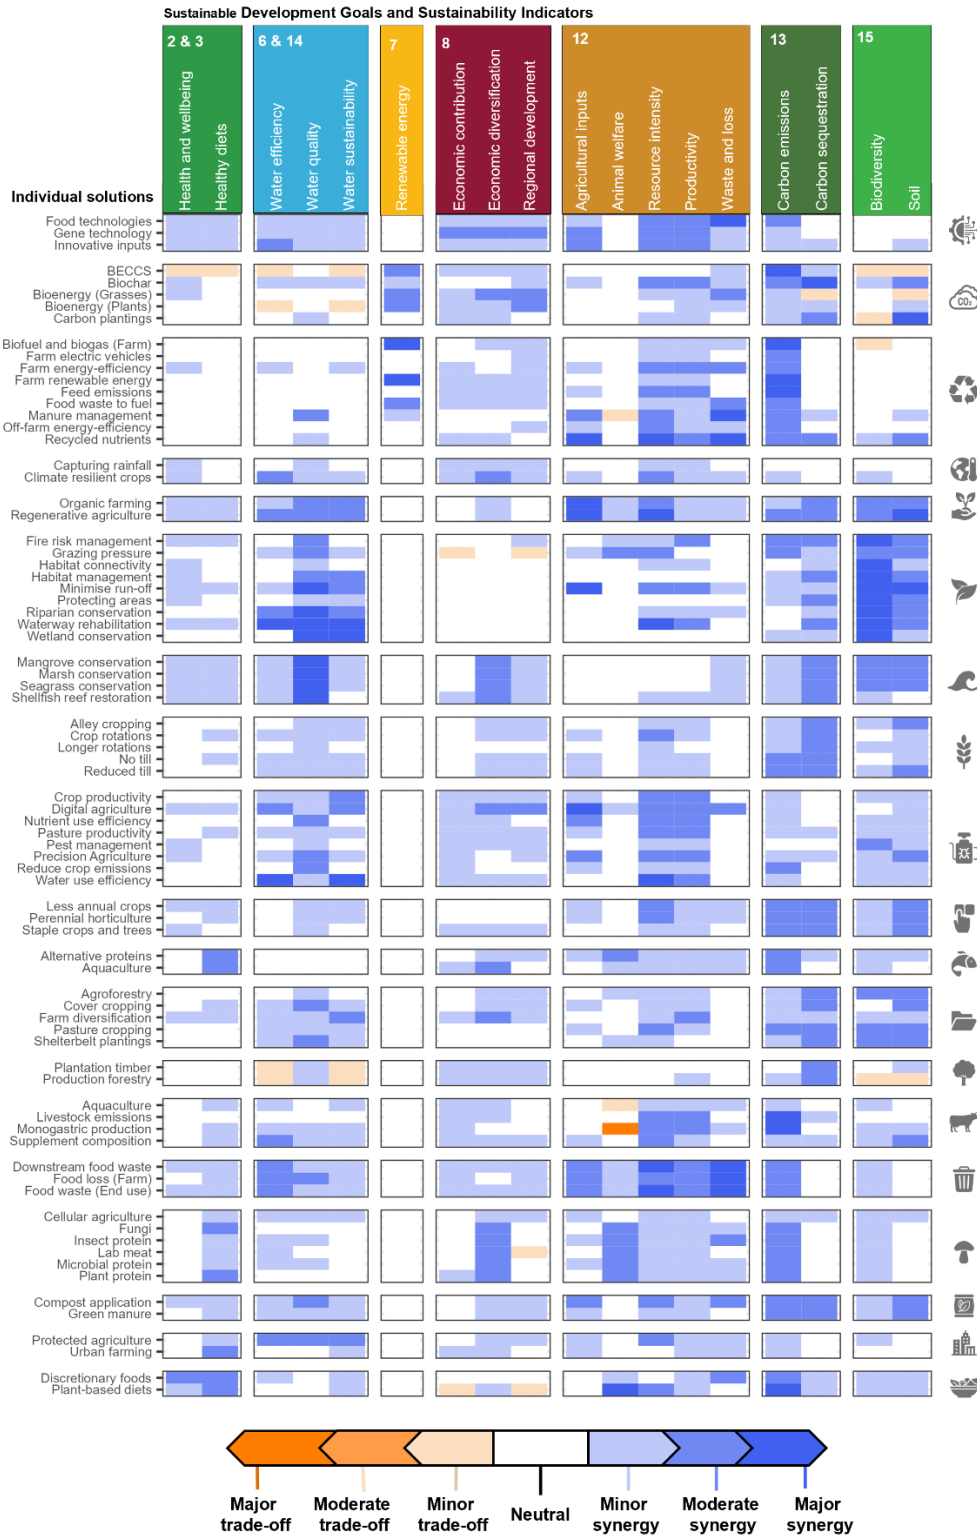 Sustainable Development Goals and Sustainability Indicators
2 & 3
6 & 14
7
8
12
13
15
Health and wellbeing
Healthy diets
Water efficiency
Water quality
Water sustainability
Renewable energy
Economic contribution
Economic diversification
Regional development
Agricultural inputs
Animal welfare
Resource intensity
Productivity
Waste and loss
Carbon emissions
Carbon sequestration
Biodiversity
Soil
Individual solutions
Food technologies
Gene technology
Innovative inputs
BECCS
Biochar
Bioenergy (Grasses)
Bioenergy (Plants)
Carbon plantings
CO₂
Biofuel and biogas (Farm)
Farm electric vehicles
Farm energy-efficiency
Farm renewable energy
Feed emissions
Food waste to fuel
Manure management
Off-farm energy-efficiency
Recycled nutrients
Capturing rainfall
Climate resilient crops
Organic farming
Regenerative agriculture
Fire risk management
Grazing pressure
Habitat connectivity
Habitat management
Minimise run-off
Protecting areas
Riparian conservation
Waterway rehabilitation
Wetland conservation
Mangrove conservation
Marsh conservation
Seagrass conservation
Shellfish reef restoration
Alley cropping
Crop rotations
Longer rotations
No till
Reduced till
Crop productivity
Digital agriculture
Nutrient use efficiency
Pasture productivity
Pest management
Precision Agriculture
Reduce crop emissions
Water use efficiency
Less annual crops
Perennial horticulture
Staple crops and trees
Alternative proteins
Aquaculture
Agroforestry
Cover cropping
Farm diversification
Pasture cropping
Shelterbelt plantings
Plantation timber
Production forestry
Aquaculture
Livestock emissions
Monogastric production
Supplement composition
Downstream food waste
Food loss (Farm)
Food waste (End use)
Cellular agriculture
Fungi
Insect protein
Lab meat
Microbial protein
Plant protein
Compost application
Green manure
Protected agriculture
Urban farming
Discretionary foods
Plant-based diets
Major trade-off
Moderate trade-off
Minor trade-off
Neutral
Minor synergy
Moderate synergy
Major synergy